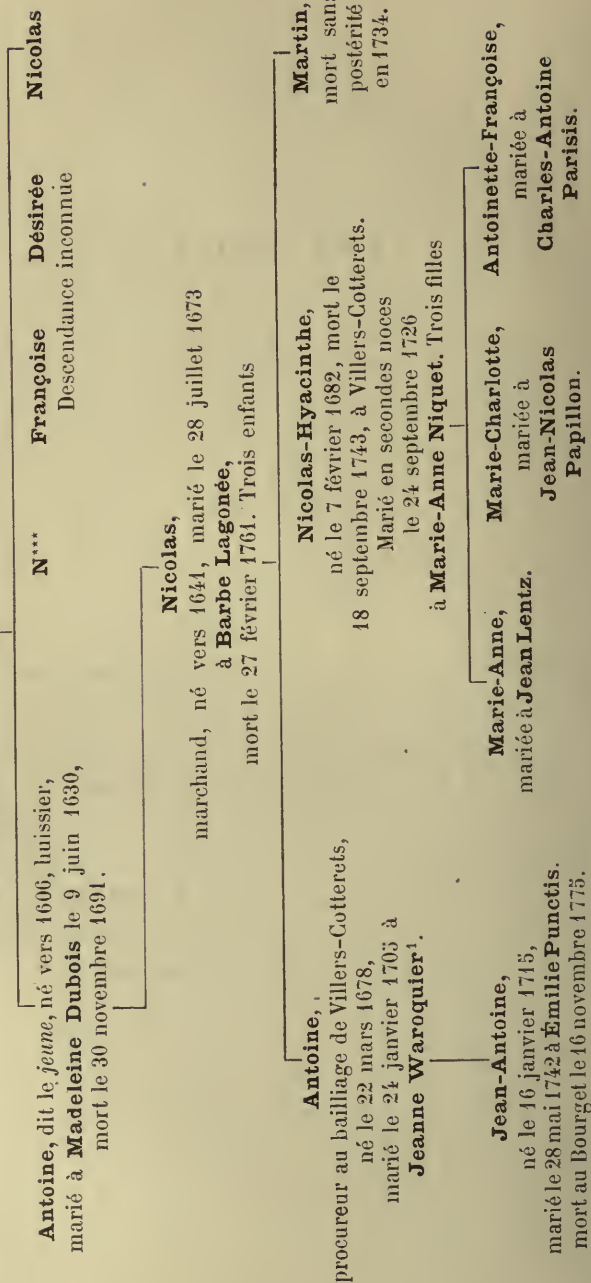 Antoine, dit le jeune, né vers 1606, huissier,
marié à Madeleine Dubois le 9 juin 1630,
mort le 30 novembre 1691.
N***
Françoise
Désirée
Descendance inconnue
Nicolas
Nicolas,
marchand, né vers 1641, marié le 28 juillet 1673
à Barbe Lagonée,
mort le 27 février 1761. Trois enfants
Antoine,
procureur au bailliage de Villers-Cotterets,
né le 22 mars 1678,
marié le 24 janvier 1705 à
Jeanne Waroquier¹.
Nicolas-Hyacinthe,
né le 7 février 1682, mort le
18 septembre 1743, à Villers-Cotterets.
Marié en secondes noces
le 24 septembre 1726
à Marie-Anne Niquet. Trois filles
Martin,
mort sans
postérité
en 1734.
Jean-Antoine,
né le 16 janvier 1715,
marié le 28 mai 1742 à Émilie Punctis.
mort au Bourget le 16 novembre 1775.
Marie-Anne,
mariée à Jean Lentz.
Marie-Charlotte,
mariée à
Jean-Nicolas
Papillon.
Antoinette-Françoise,
mariée à
Charles-Antoine
Parisis.